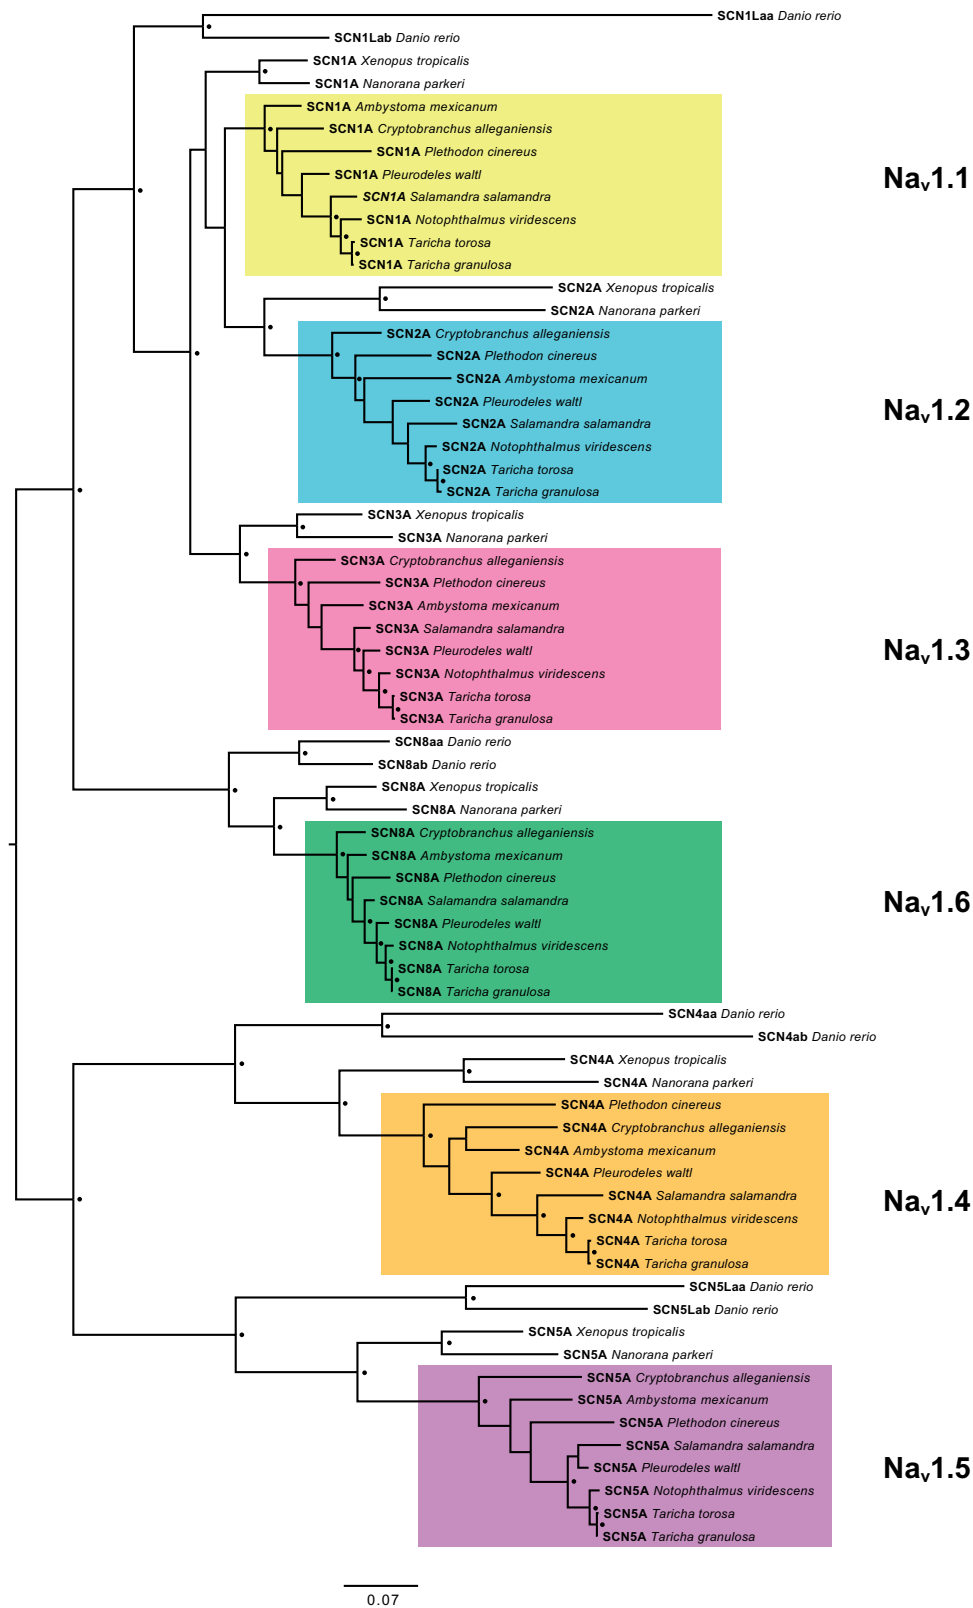 SCN1Laa Danio rerio
SCN1Lab Danio rerio
SCN1A Xenopus tropicalis
SCN1A Nanorana parkeri
SCN1A Ambystoma mexicanum
SCN1A Cryptobranchus alleganiensis
SCN1A Plethodon cinereus
SCN1A Pleurodeles waltl
Nav1.1
SCN1A Salamandra salamandra
SCN1A Notophthalmus viridescens
SCN1A Taricha torosa
SCN1A Taricha granulosa
SCN2A Xenopus tropicalis
SCN2A Nanorana parkeri
SCN2A Cryptobranchus alleganiensis
SCN2A Plethodon cinereus
SCN2A Ambystoma mexicanum
SCN2A Pleurodeles waltl
Nav1.2
SCN2A Salamandra salamandra
SCN2A Notophthalmus viridescens
SCN2A Taricha torosa
SCN2A Taricha granulosa
SCN3A Xenopus tropicalis
SCN3A Nanorana parkeri
SCN3A Cryptobranchus alleganiensis
SCN3A Plethodon cinereus
SCN3A Ambystoma mexicanum
SCN3A Salamandra salamandra
SCN3A Pleurodeles waltl
Nav1.3
SCN3A Notophthalmus viridescens
SCN3A Taricha torosa
SCN3A Taricha granulosa
SCN8aa Danio rerio
SCN8ab Danio rerio
SCN8A Xenopus tropicalis
SCN8A Nanorana parkeri
SCN8A Cryptobranchus alleganiensis
SCN8A Ambystoma mexicanum
SCN8A Plethodon cinereus
SCN8A Salamandra salamandra
Nav1.6
SCN8A Pleurodeles waltl
SCN8A Notophthalmus viridescens
SCN8A Taricha torosa
SCN8A Taricha granulosa
SCN4aa Danio rerio
SCN4ab Danio rerio
SCN4A Xenopus tropicalis
SCN4A Nanorana parkeri
SCN4A Plethodon cinereus
SCN4A Cryptobranchus alleganiensis
SCN4A Ambystoma mexicanum
SCN4A Pleurodeles waltl
SCN4A Salamandra salamandra
Nav1.4
SCN4A Notophthalmus viridescens
SCN4A Taricha torosa
SCN4A Taricha granulosa
SCN5Laa Danio rerio
SCN5Lab Danio rerio
SCN5A Xenopus tropicalis
SCN5A Nanorana parkeri
SCN5A Cryptobranchus alleganiensis
SCN5A Ambystoma mexicanum
SCN5A Plethodon cinereus
SCN5A Salamandra salamandra
SCN5A Pleurodeles waltl
Nav1.5
SCN5A Notophthalmus viridescens
SCN5A Taricha torosa
SCN5A Taricha granulosa
0.07